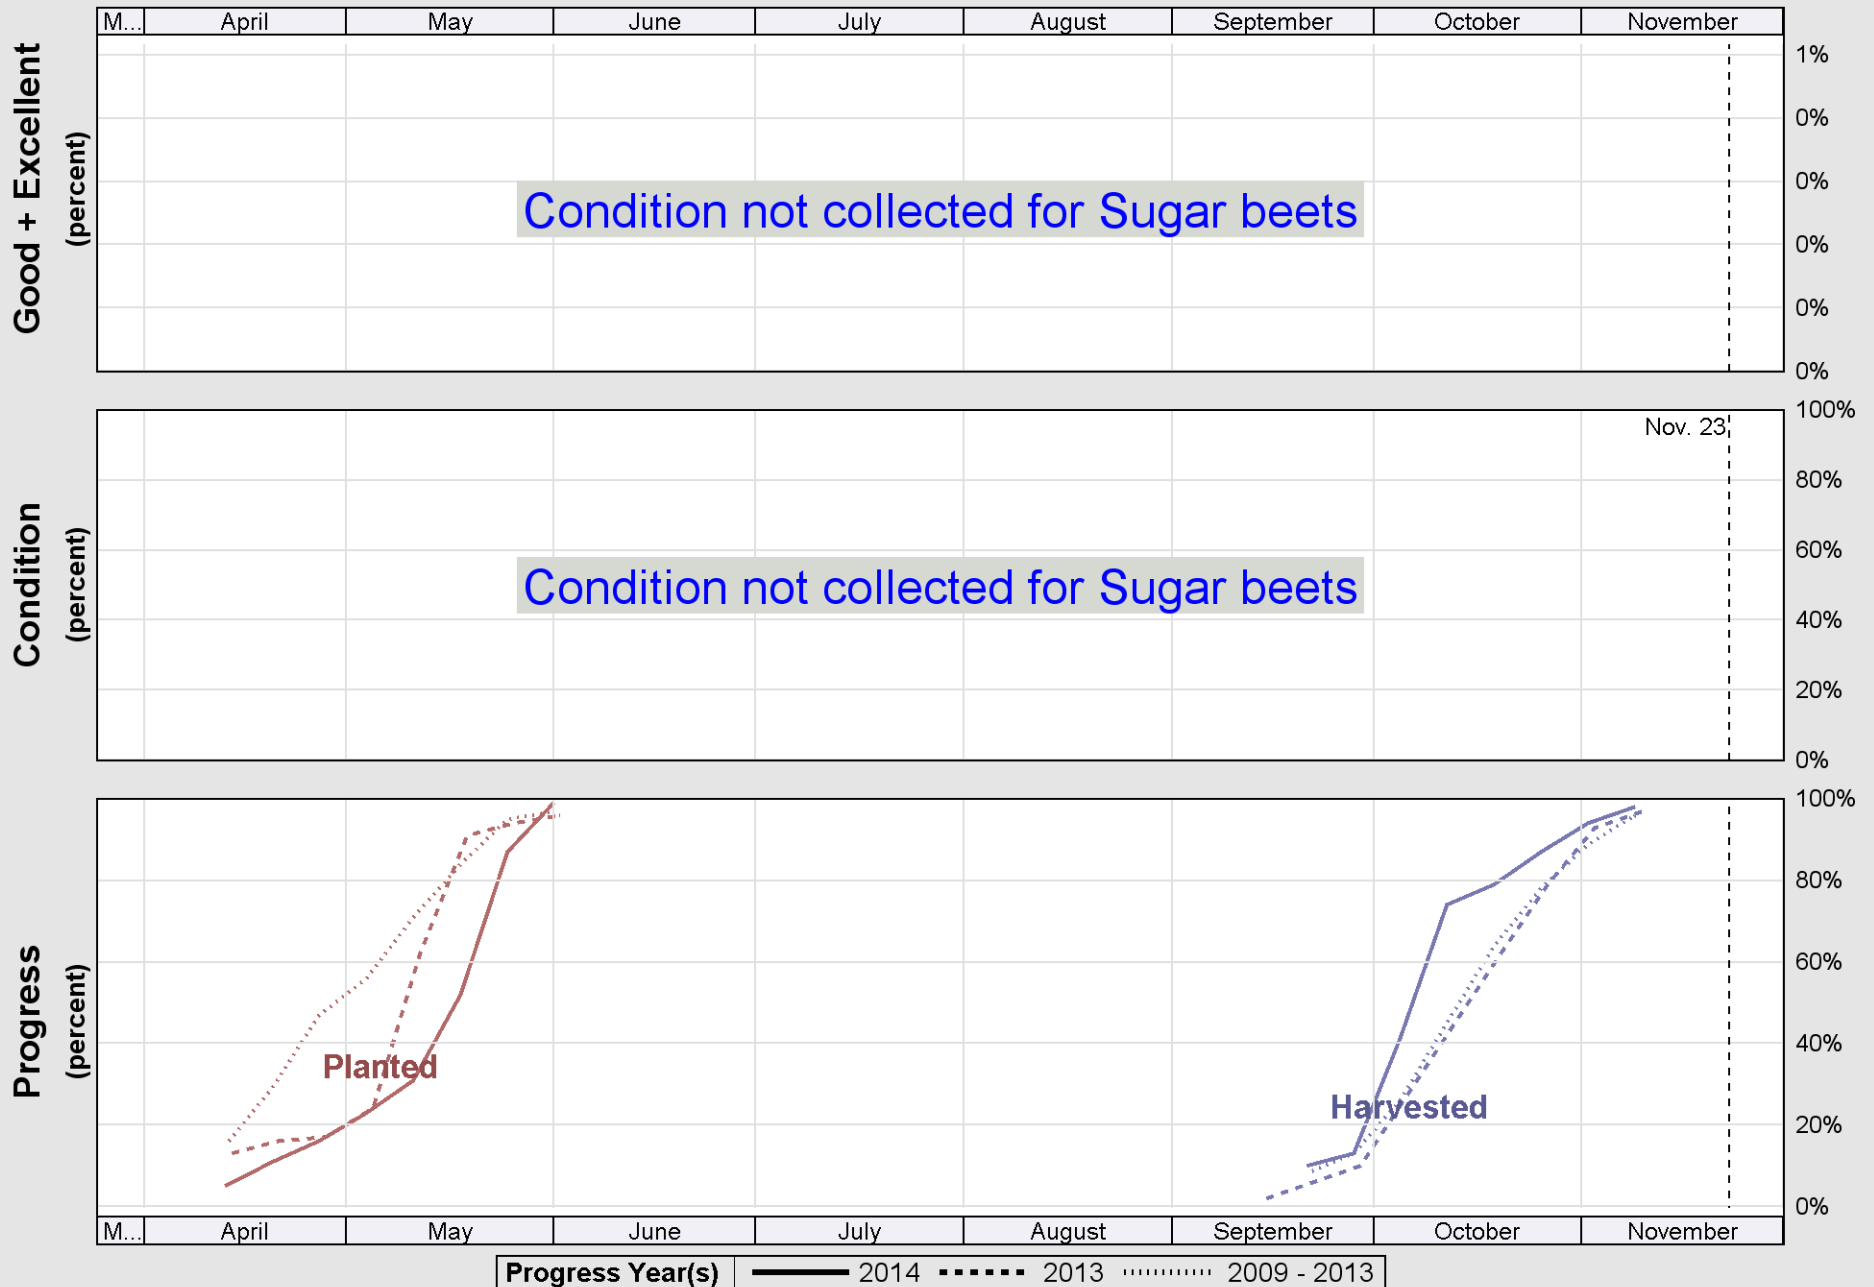 M... April May June July August September October November
Good + Excellent
(percent)
1%
0%
0%
0%
0%
0%
Condition not collected for Sugar beets
Condition
(percent)
Nov. 23
100%
80%
60%
40%
20%
0%
Condition not collected for Sugar beets
Progress
(percent)
100%
80%
60%
40%
20%
0%
Planted
Harvested
M... April May June July August September October November
Progress Year(s) 2014 2013 2009 - 2013